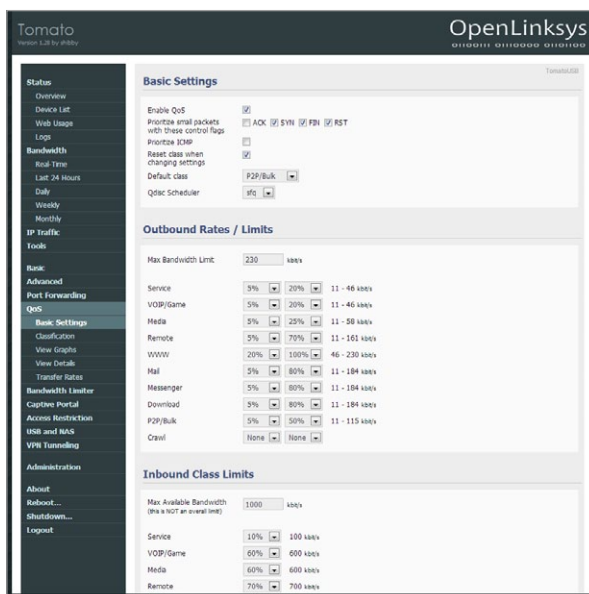 Tomato
Version 1.28 by shibby
OpenLinksys
TomatoUSB
Status
Overview
Device List
Web Usage
Logs
Bandwidth
Real-Time
Last 24 Hours
Daily
Weekly
Monthly
IP Traffic
Tools
Basic
Advanced
Port Forwarding
QoS
Basic Settings
Classification
View Graphs
View Details
Transfer Rates
Bandwidth Limiter
Captive Portal
Access Restriction
USB and NAS
VPN Tunneling
Administration
About
Reboot...
Shutdown...
Logout
Basic Settings
Enable QoS
Prioritize small packets with these control flags ACK SYN FIN RST
Prioritize ICMP
Reset class when changing settings
Default class P2P/Bulk
Qdisc Scheduler sfq
Outbound Rates / Limits
Max Bandwidth Limit 230 kbit/s
Service 5% 20% 11 - 46 kbit/s
VOIP/Game 5% 20% 11 - 46 kbit/s
Media 5% 25% 11 - 58 kbit/s
Remote 5% 70% 11 - 161 kbit/s
WWW 20% 100% 46 - 230 kbit/s
Mail 5% 80% 11 - 184 kbit/s
Messenger 5% 80% 11 - 184 kbit/s
Download 5% 80% 11 - 184 kbit/s
P2P/Bulk 5% 50% 11 - 115 kbit/s
Crawl None None
Inbound Class Limits
Max Available Bandwidth 1000 kbit/s
(this is NOT an overall limit)
Service 10% 100 kbit/s
VOIP/Game 60% 600 kbit/s
Media 60% 600 kbit/s
Remote 70% 700 kbit/s